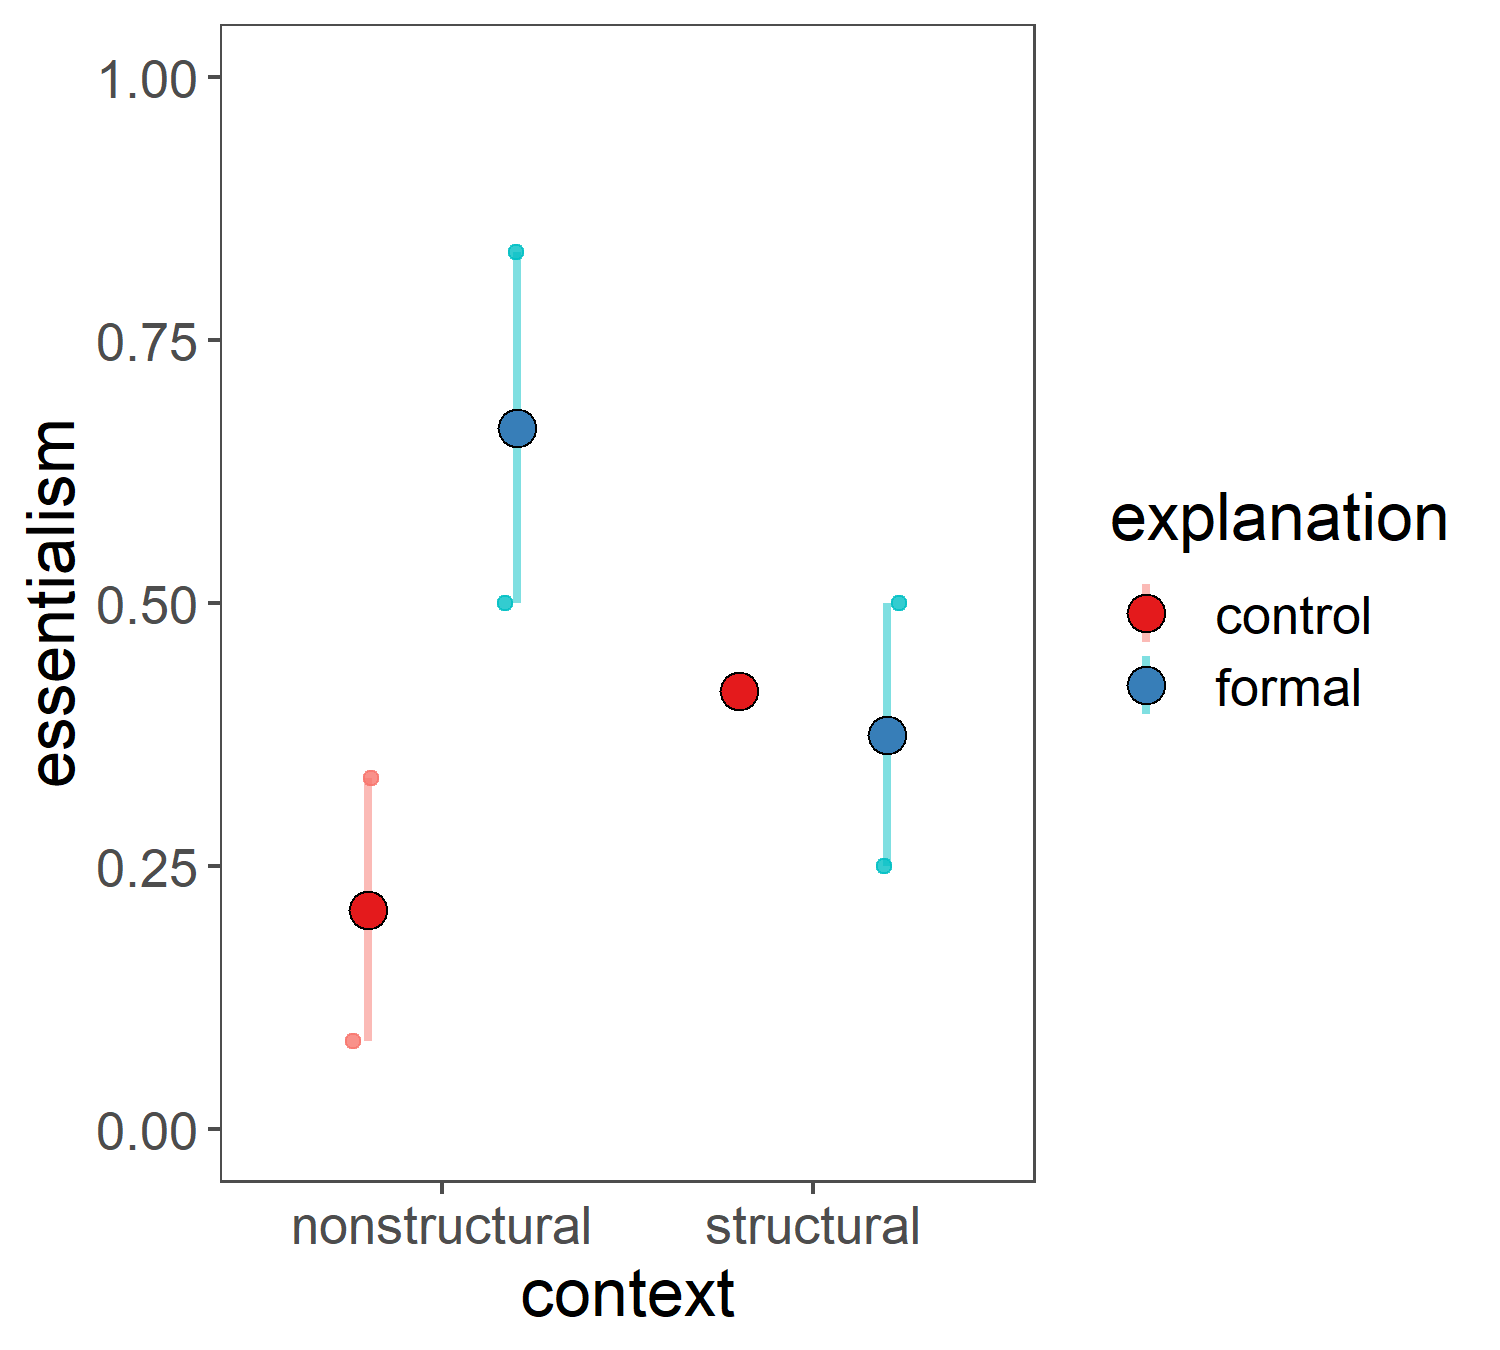 1.00
0.75
0.50
0.25
0.00
essentialism
nonstructural structural
context
explanation
control
formal